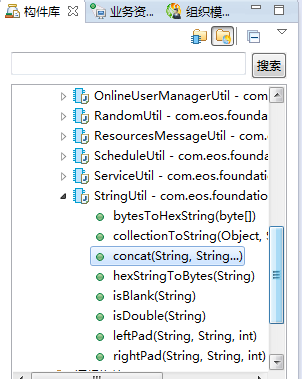 构件库 业务资... 组织模...
搜索
OnlineUserManagerUtil - com.
RandomUtil - com.eos.foundat
ResourcesMessageUtil - com.e
ScheduleUtil - com.eos.founda
ServiceUtil - com.eos.foundation
StringUtil - com.eos.foundation
bytesToHexString(byte[])
collectionToString(Object, S
concat(String, String...)
hexStringToBytes(String)
isBlank(String)
isDouble(String)
leftPad(String, String, int)
rightPad(String, String, int)